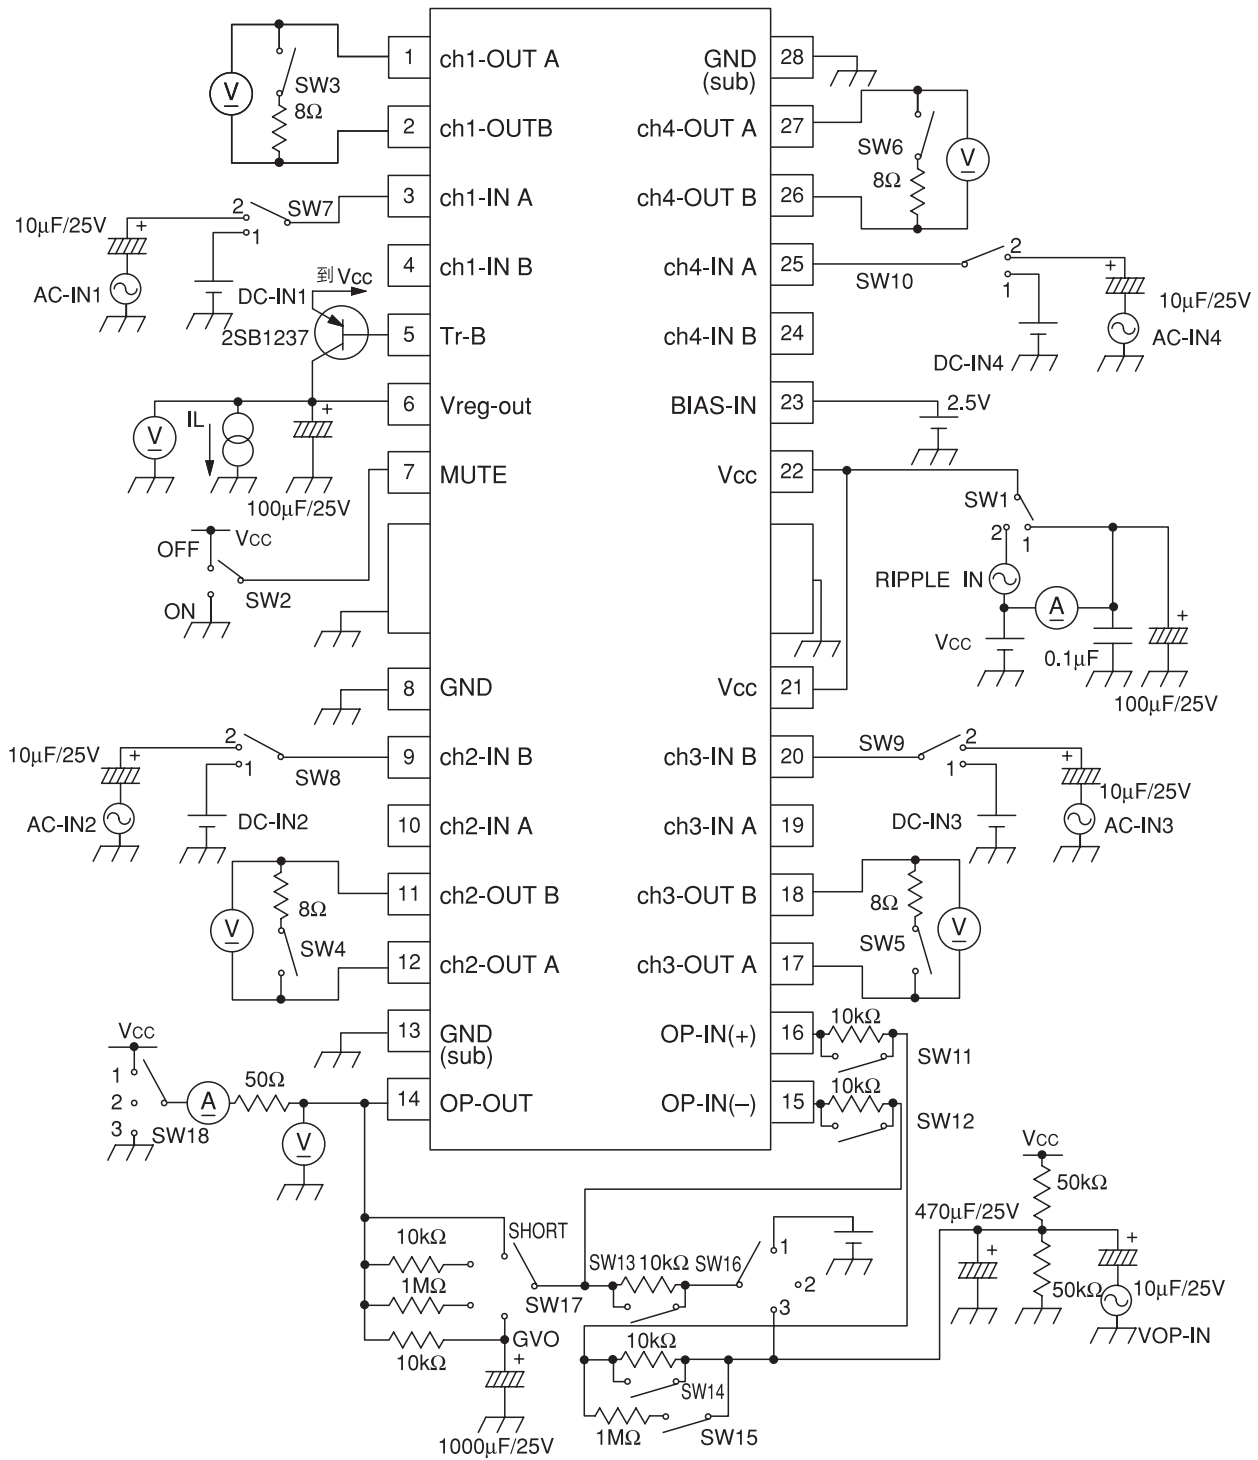 1 ch1-OUT A
GND 28
(sub)
V
SW3
8Ω
2 ch1-OUTB
ch4-OUT A 27
SW6
8Ω
V
3 ch1-IN A
ch4-OUT B 26
SW7
2
1
10µF/25V
+
AC-IN1
DC-IN1
4 ch1-IN B
ch4-IN A 25
SW10
2
1
+
10µF/25V
AC-IN4
DC-IN4
到 Vcc
2SB1237
5 Tr-B
ch4-IN B 24
6 Vreg-out
BIAS-IN 23
2.5V
V
IL
+
100µF/25V
7 MUTE
Vcc 22
SW1
2
1
OFF
VCC
ON
SW2
RIPPLE IN
A
VCC
0.1µF
+
100µF/25V
8 GND
Vcc 21
10µF/25V
+
2
1
SW8
9 ch2-IN B
ch3-IN B 20
SW9
2
1
+
10µF/25V
AC-IN2
DC-IN2
10 ch2-IN A
ch3-IN A 19
DC-IN3
AC-IN3
V
8Ω
SW4
11 ch2-OUT B
ch3-OUT B 18
8Ω
SW5
V
12 ch2-OUT A
ch3-OUT A 17
13 GND
(sub)
OP-IN(+) 16
10kΩ
SW11
VCC
1
2
3
SW18
A
50Ω
V
14 OP-OUT
OP-IN(−) 15
10kΩ
SW12
VCC
50kΩ
470µF/25V
+
50kΩ
+
10µF/25V
VOP-IN
10kΩ
1MΩ
10kΩ
SHORT
SW17
GVO
+
1000µF/25V
SW13
10kΩ
SW16
1
2
3
10kΩ
SW14
1MΩ
SW15